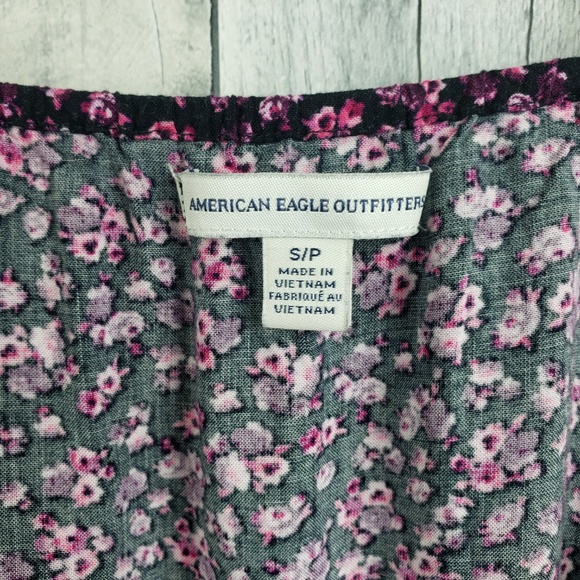 AMERICAN EAGLE OUTFITTERS
S/P
MADE IN
VIETNAM
FABRIQUÉ AU
VIETNAM